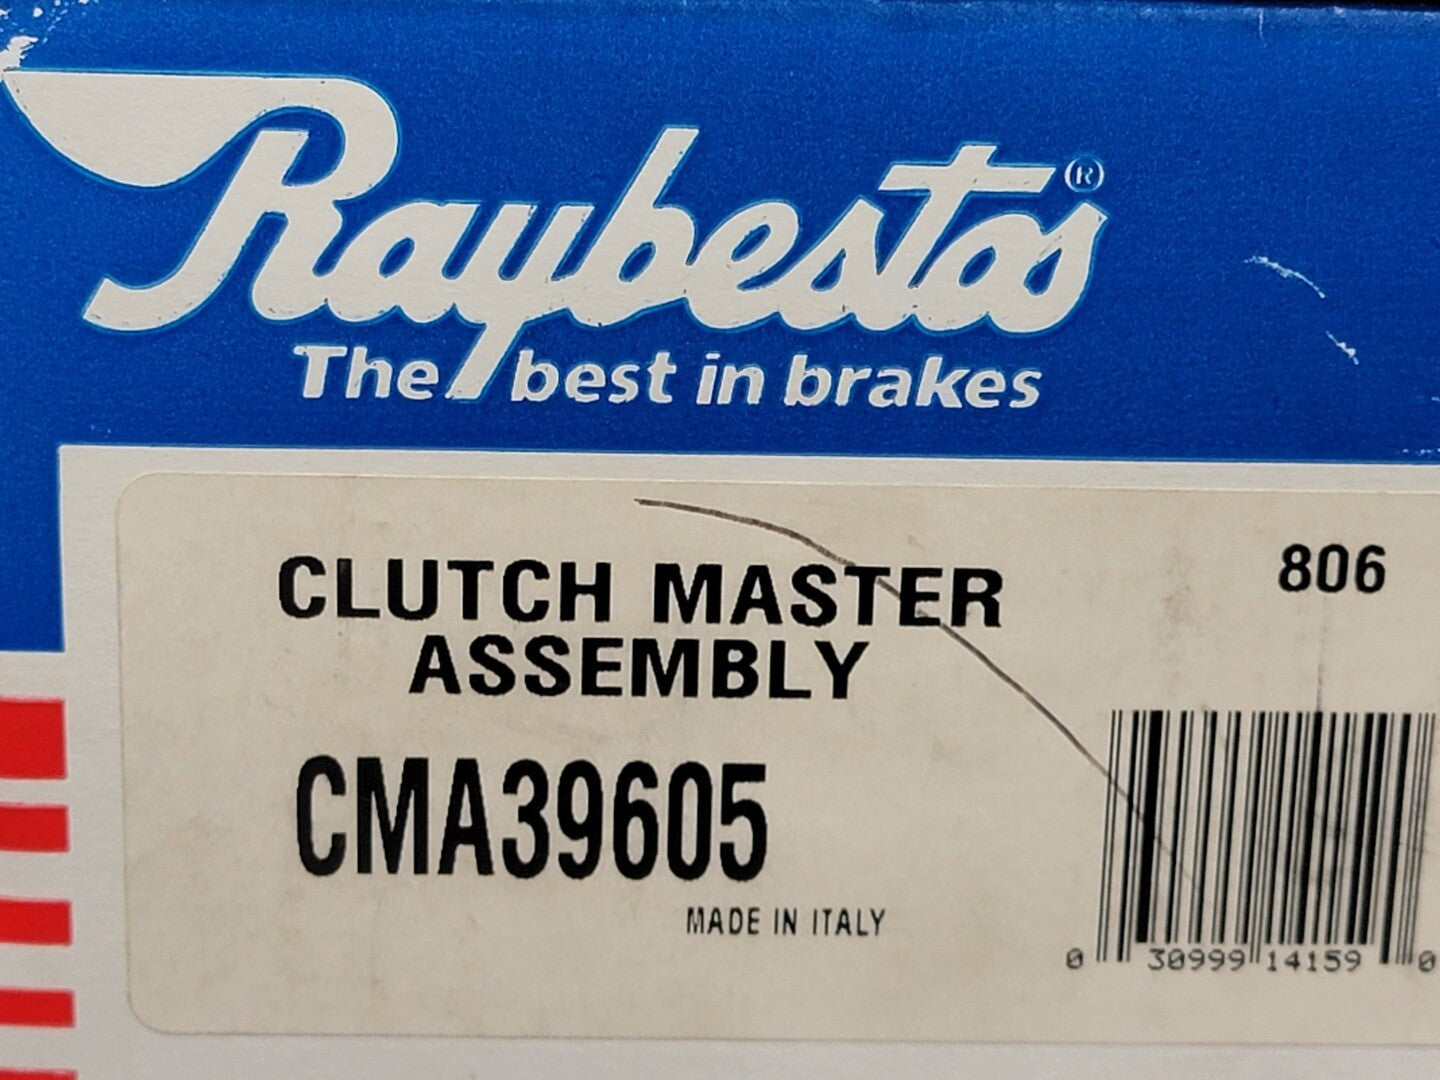 Raybestos®
The best in brakes
CLUTCH MASTER
ASSEMBLY
806
CMA39605
MADE IN ITALY
0 30999 14159 0